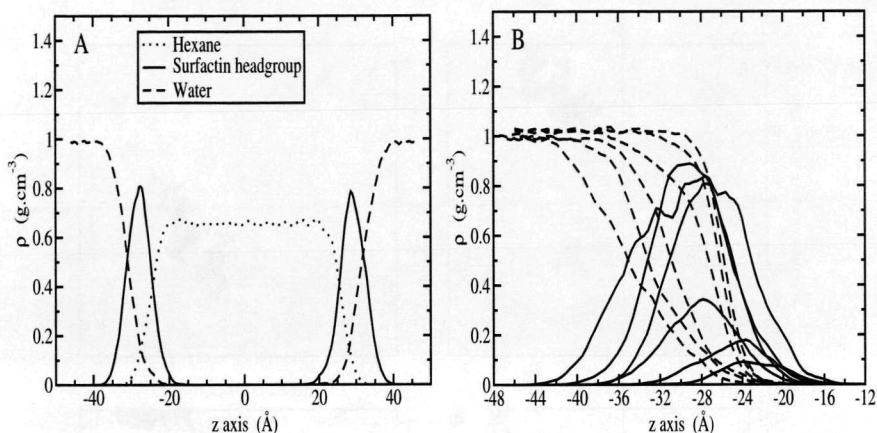 A
Hexane
Surfactin headgroup
Water
1.4
1.2
1
0.8
0.6
0.4
0.2
0
ρ (g.cm⁻³)
-40 -20 0 20 40
z axis (Å)
B
1.4
1.2
1
0.8
0.6
0.4
0.2
0
ρ (g.cm⁻³)
-48 -44 -40 -36 -32 -28 -24 -20 -16 -12
z axis (Å)